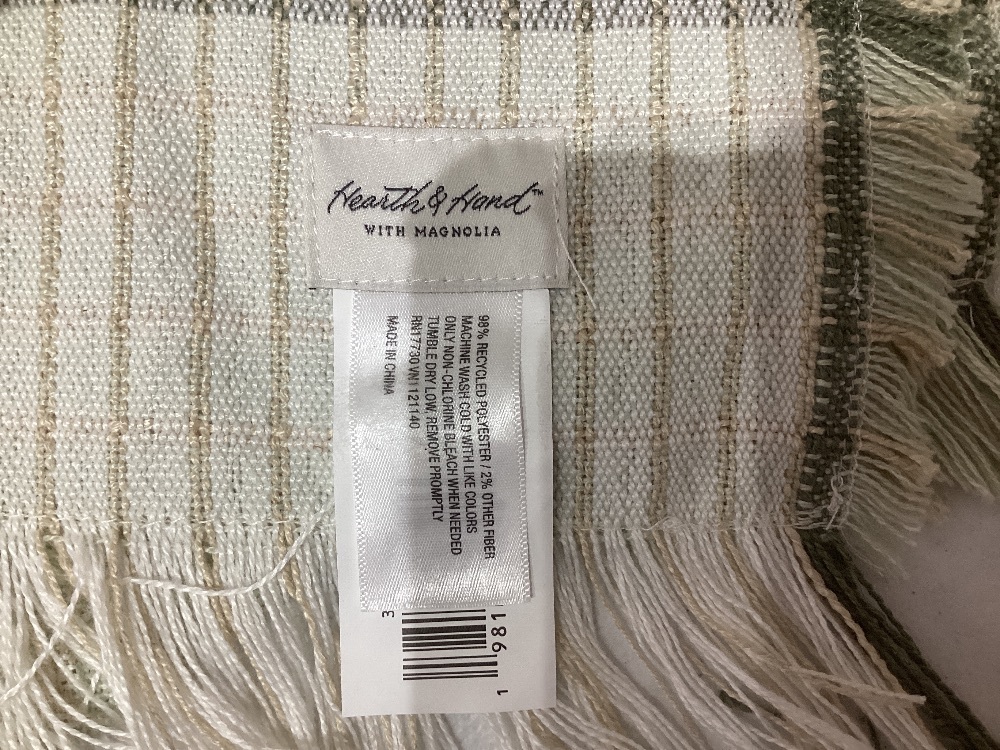 Hearth & Hand™
WITH MAGNOLIA
98% RECYCLED POLYESTER / 2% OTHER FIBER
MACHINE WASH COLD WITH LIKE COLORS
ONLY NON-CHLORINE BLEACH WHEN NEEDED
TUMBLE DRY LOW, REMOVE PROMPTLY
RN17730 VN1121140
MADE IN CHINA
1 981
3